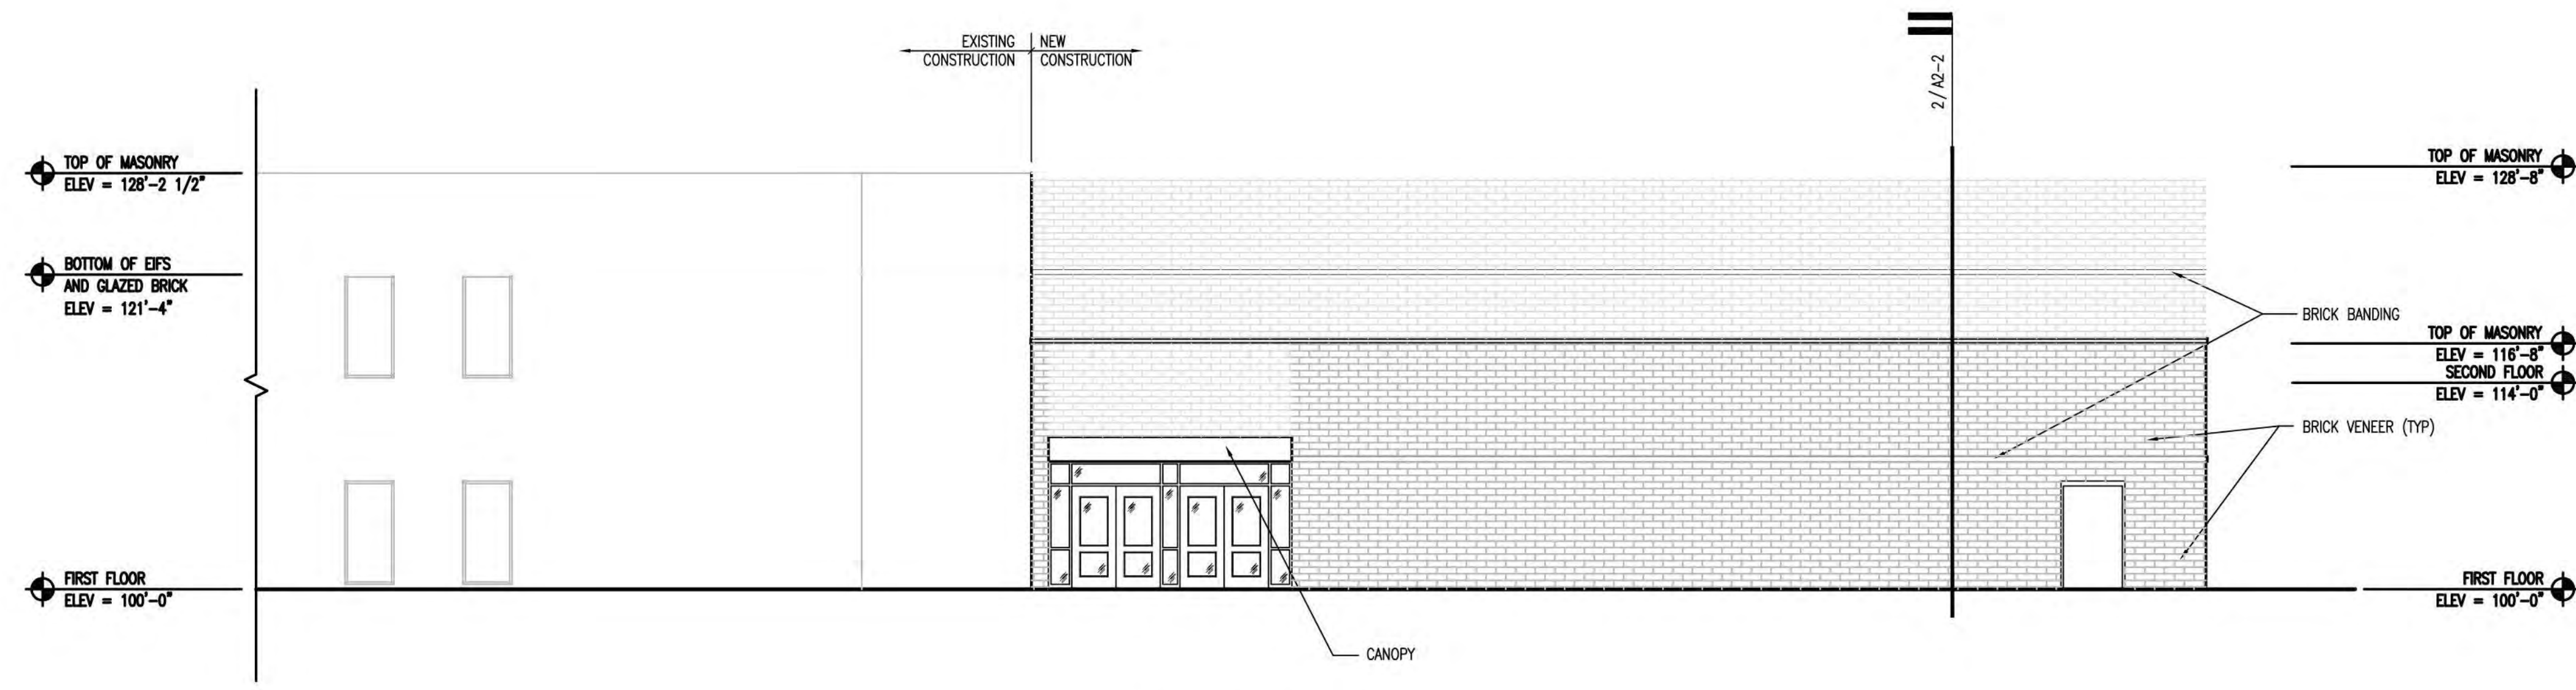 EXISTING
CONSTRUCTION
NEW
CONSTRUCTION
2/A2-2
TOP OF MASONRY
ELEV = 128'-2 1/2"
BOTTOM OF EIFS
AND GLAZED BRICK
ELEV = 121'-4"
FIRST FLOOR
ELEV = 100'-0"
TOP OF MASONRY
ELEV = 128'-8"
BRICK BANDING
TOP OF MASONRY
ELEV = 116'-8"
SECOND FLOOR
ELEV = 114'-0"
BRICK VENEER (TYP)
FIRST FLOOR
ELEV = 100'-0"
CANOPY